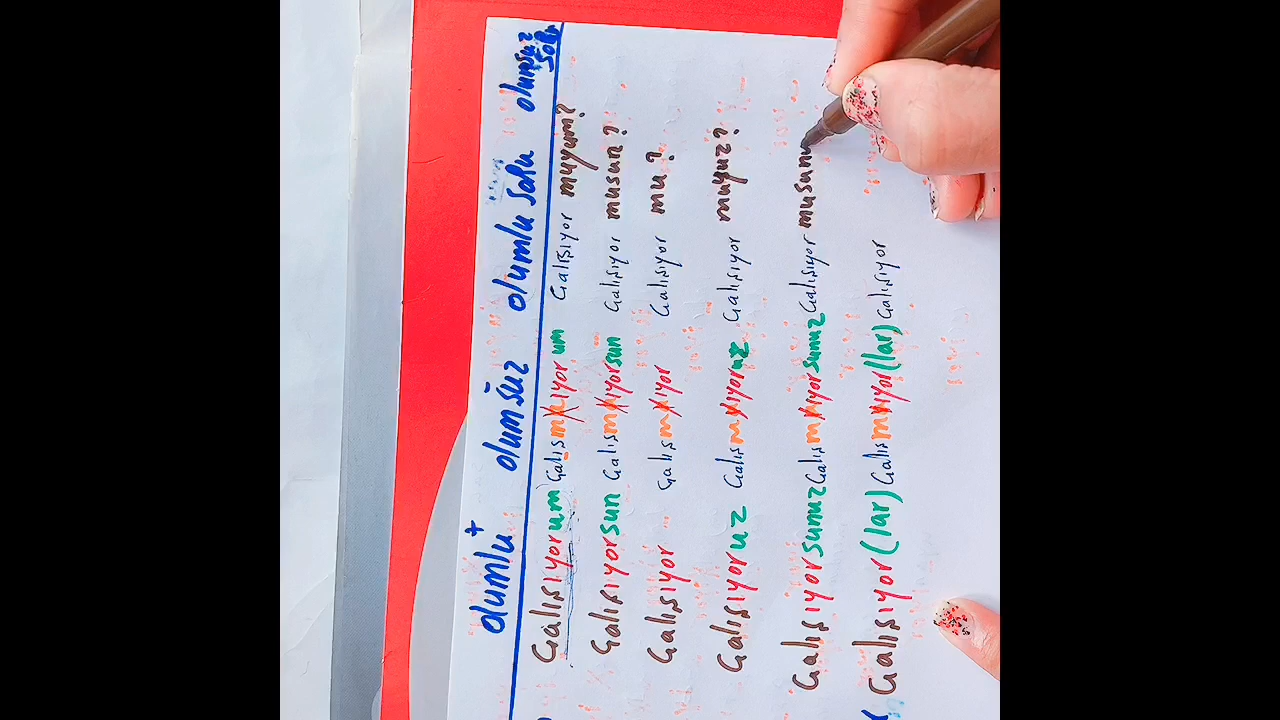 olumlu + olumsuz - olumlu soru olumsuz soru
Çalışıyorum Çalışmıyorum Çalışıyor muyum?
Çalışıyorsun Çalışmıyorsun Çalışıyor musun?
Çalışıyor Çalışmıyor Çalışıyor mu?
Çalışıyoruz Çalışmıyoruz Çalışıyor muyuz?
Çalışıyorsunuz Çalışmıyorsunuz Çalışıyor musunu
Çalışıyor(lar) Çalışmıyor(lar) Çalışıyor